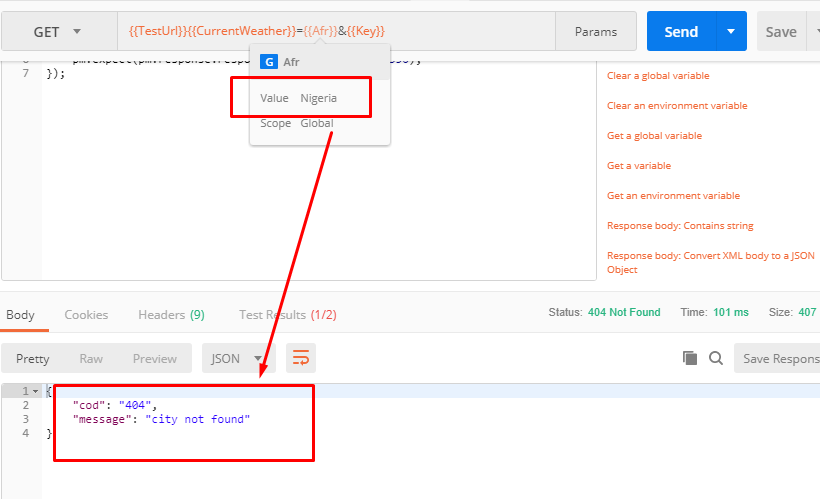 GET {{TestUrl}}{{CurrentWeather}}={{Afr}}&{{Key}} Params Send Save
G Afr
7 });
Value Nigeria
Scope Global
Clear a global variable
Clear an environment variable
Get a global variable
Get a variable
Get an environment variable
Response body: Contains string
Response body: Convert XML body to a JSON
Object
Body Cookies Headers (9) Test Results (1/2) Status: 404 Not Found Time: 101 ms Size: 407
Pretty Raw Preview JSON Save Respons
1 {
2 "cod": "404",
3 "message": "city not found"
4 }